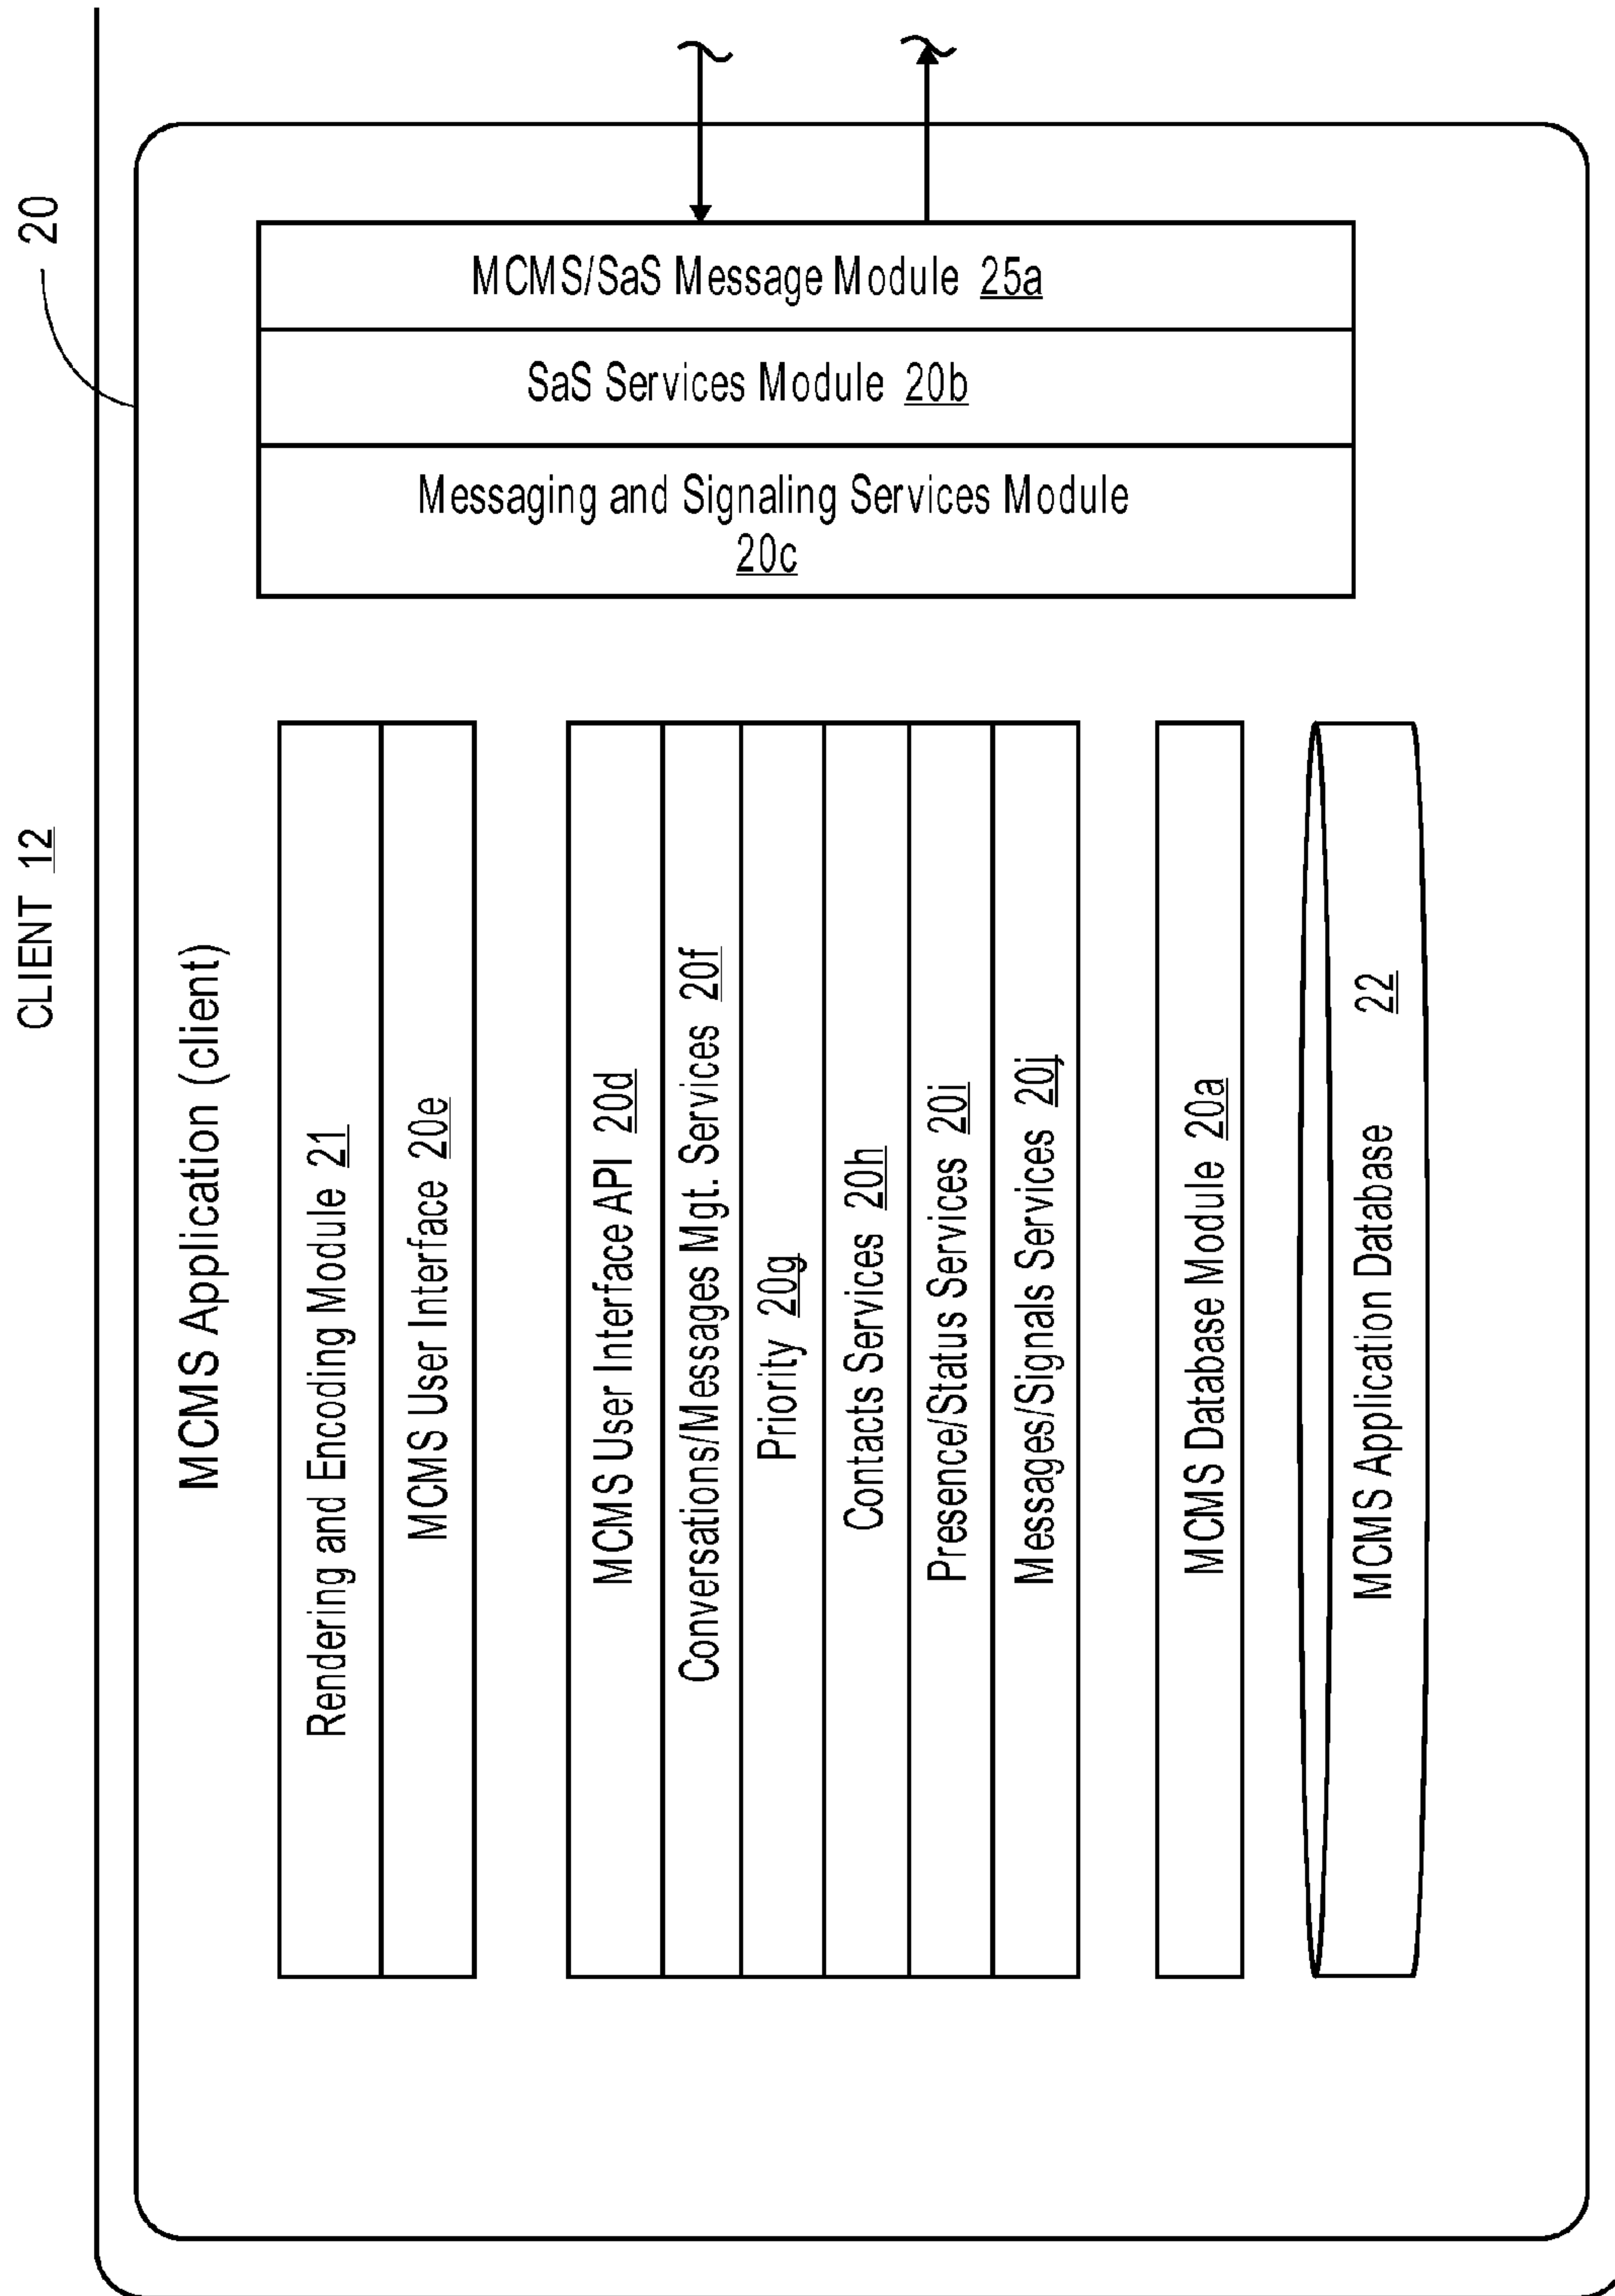 CLIENT 12
20
MCMS Application (client)
Rendering and Encoding Module 21
MCMS User Interface 20e
MCMS User Interface API 20d
Conversations/Messages Mgt. Services 20f
Priority 20g
Contacts Services 20h
Presence/Status Services 20i
Messages/Signals Services 20j
MCMS Database Module 20a
MCMS Application Database 22
MCMS/SaS Message Module 25a
SaS Services Module 20b
Messaging and Signaling Services Module
20c